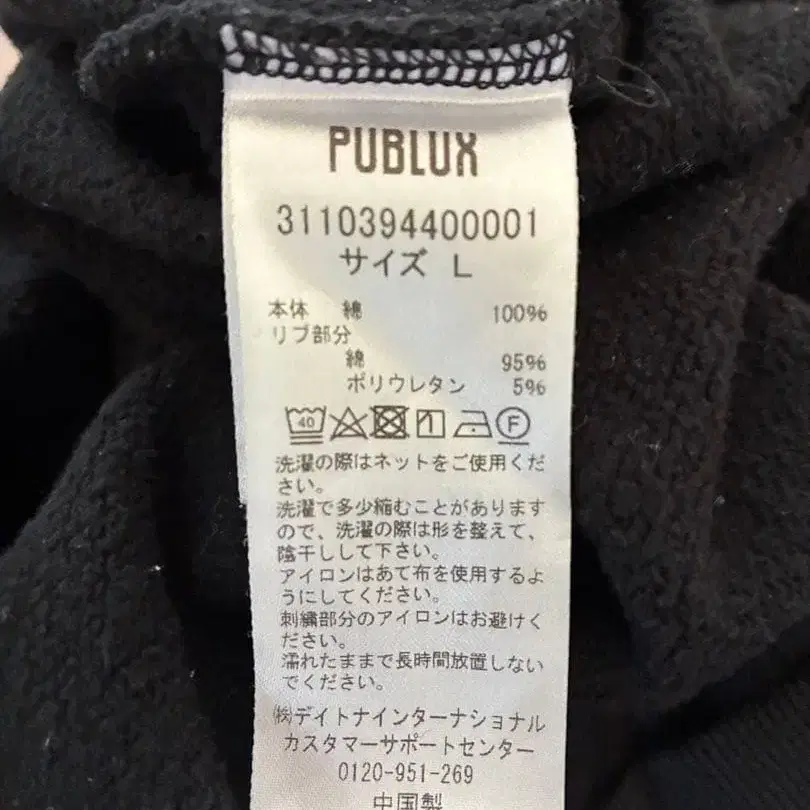 PUBLUX
3110394400001
サイズ L
本体 綿 100%
リブ部分
綿 95%
ポリウレタン 5%
40 F
洗濯の際はネットをご使用くだ
さい。
洗濯で多少縮むことがあります
ので、洗濯の際は形を整えて、
陰干しして下さい。
アイロンはあて布を使用するよ
うにしてください。
刺繍部分のアイロンはお避けく
ださい。
濡れたままで長時間放置しない
でください。
㈱デイトナインターナショナル
カスタマーサポートセンター
0120-951-269
中国製